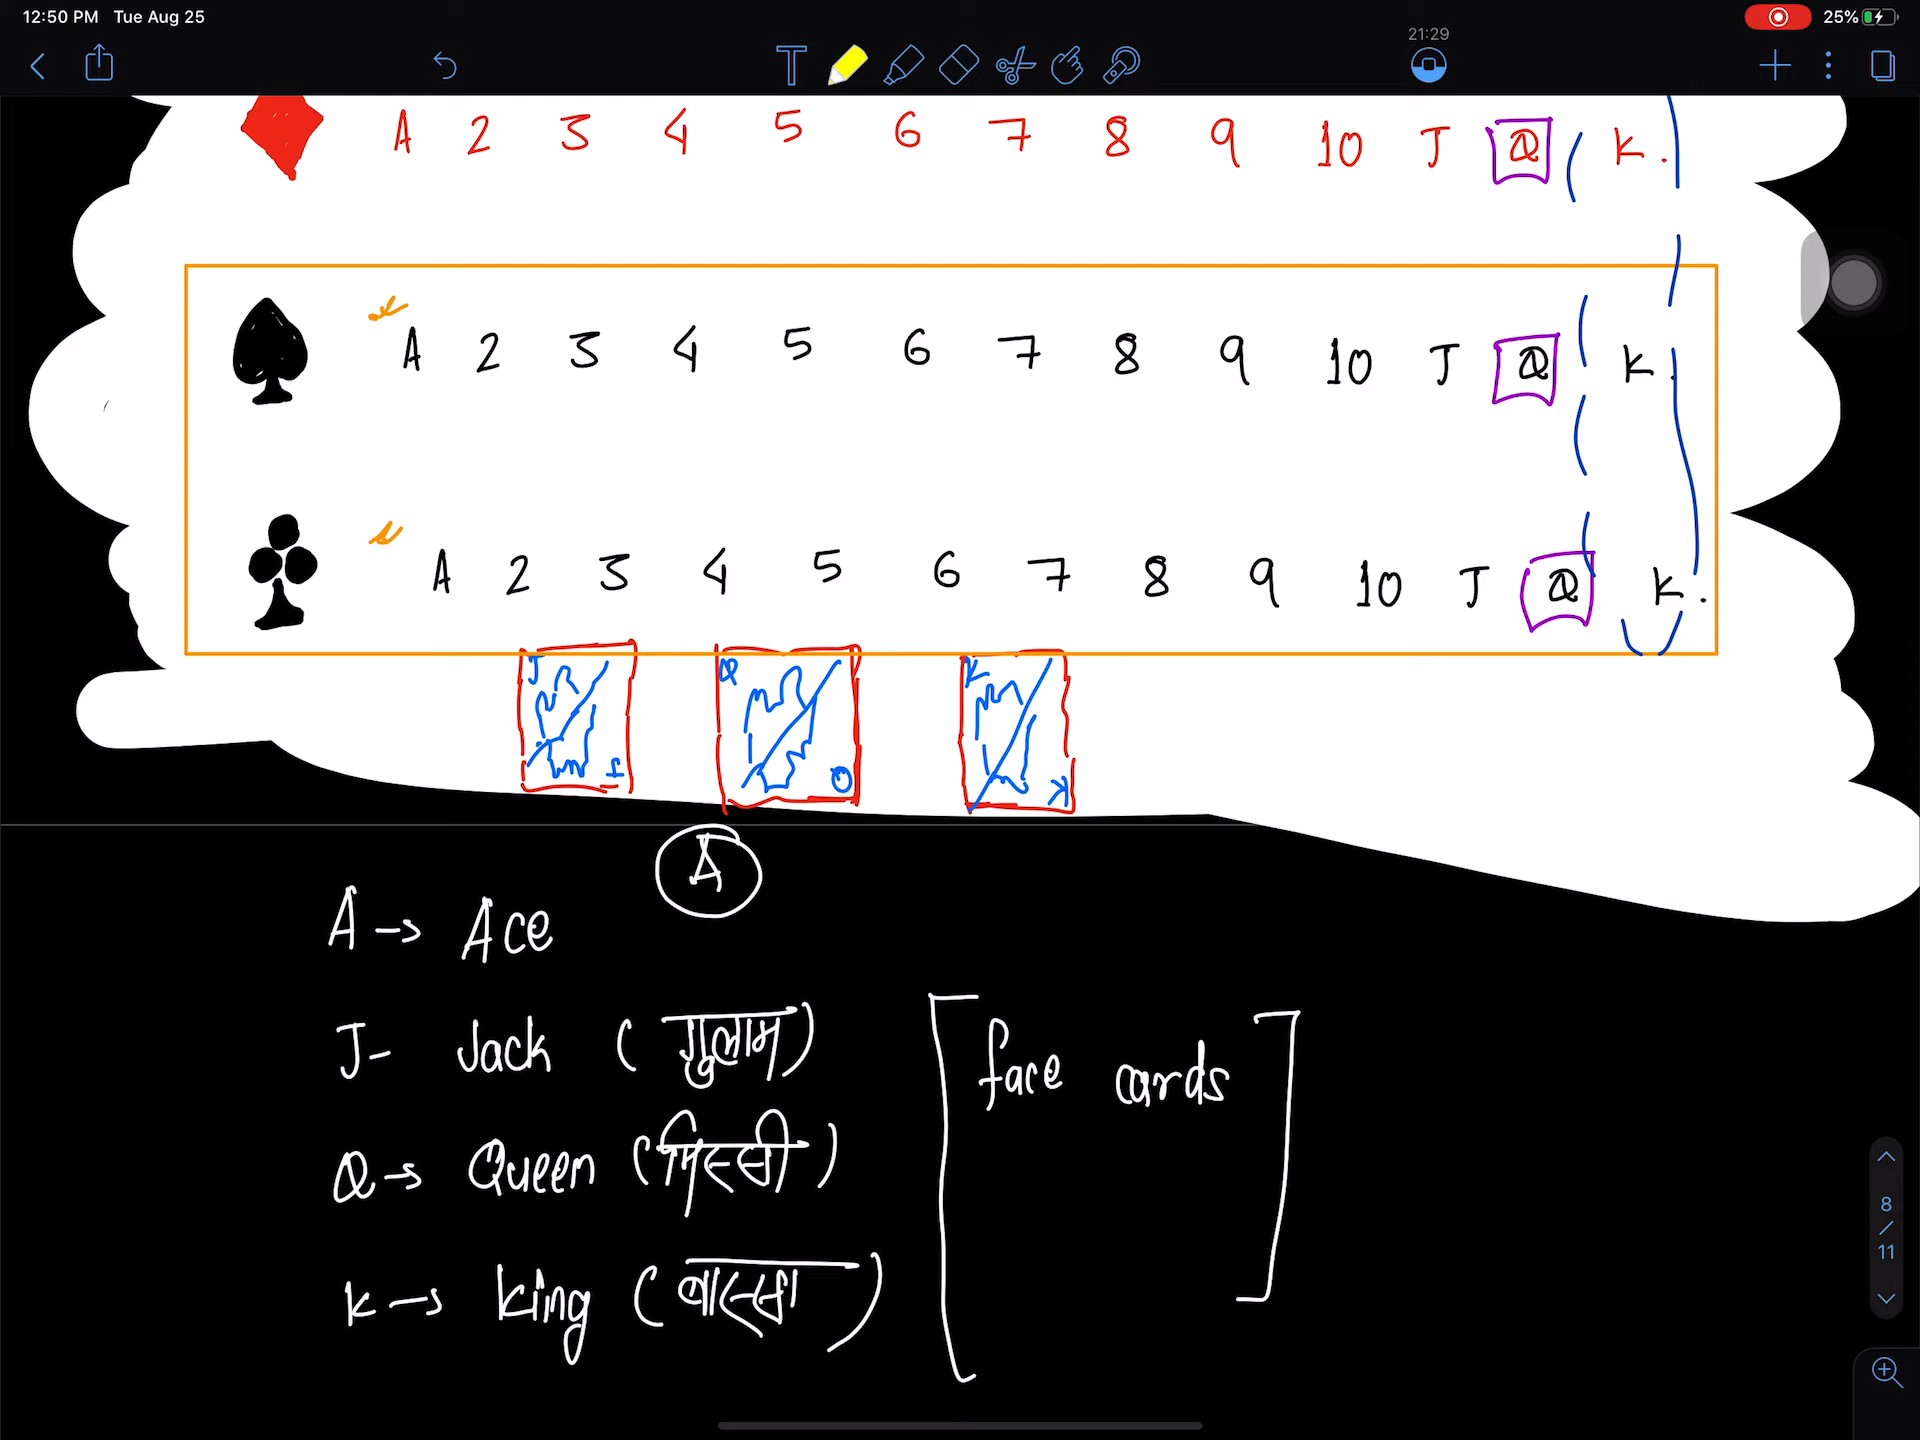 12:50 PM Tue Aug 25
25%
21:29
A 2 3 4 5 6 7 8 9 10 J Q K.
A 2 3 4 5 6 7 8 9 10 J Q K.
A 2 3 4 5 6 7 8 9 10 J Q K.
J Q K
J Q K
A
A → Ace
J - Jack (गुलाम)
face cards
Q → Queen
K → King
8
/
11